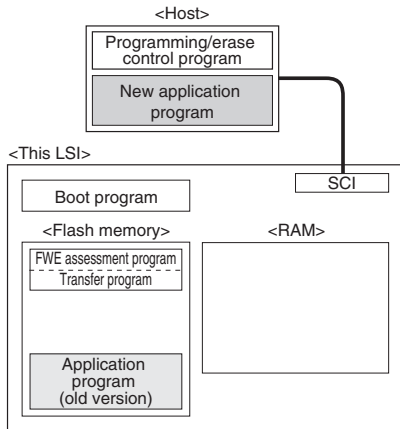 <Host>
Programming/erase
control program
New application
program
<This LSI>
SCI
Boot program
<Flash memory>
<RAM>
FWE assessment program
Transfer program
Application
program
(old version)